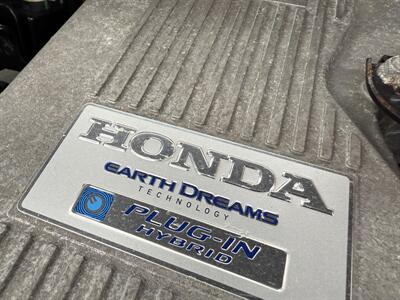 HONDA
EARTH DREAMS
TECHNOLOGY
PLUG-IN
HYBRID